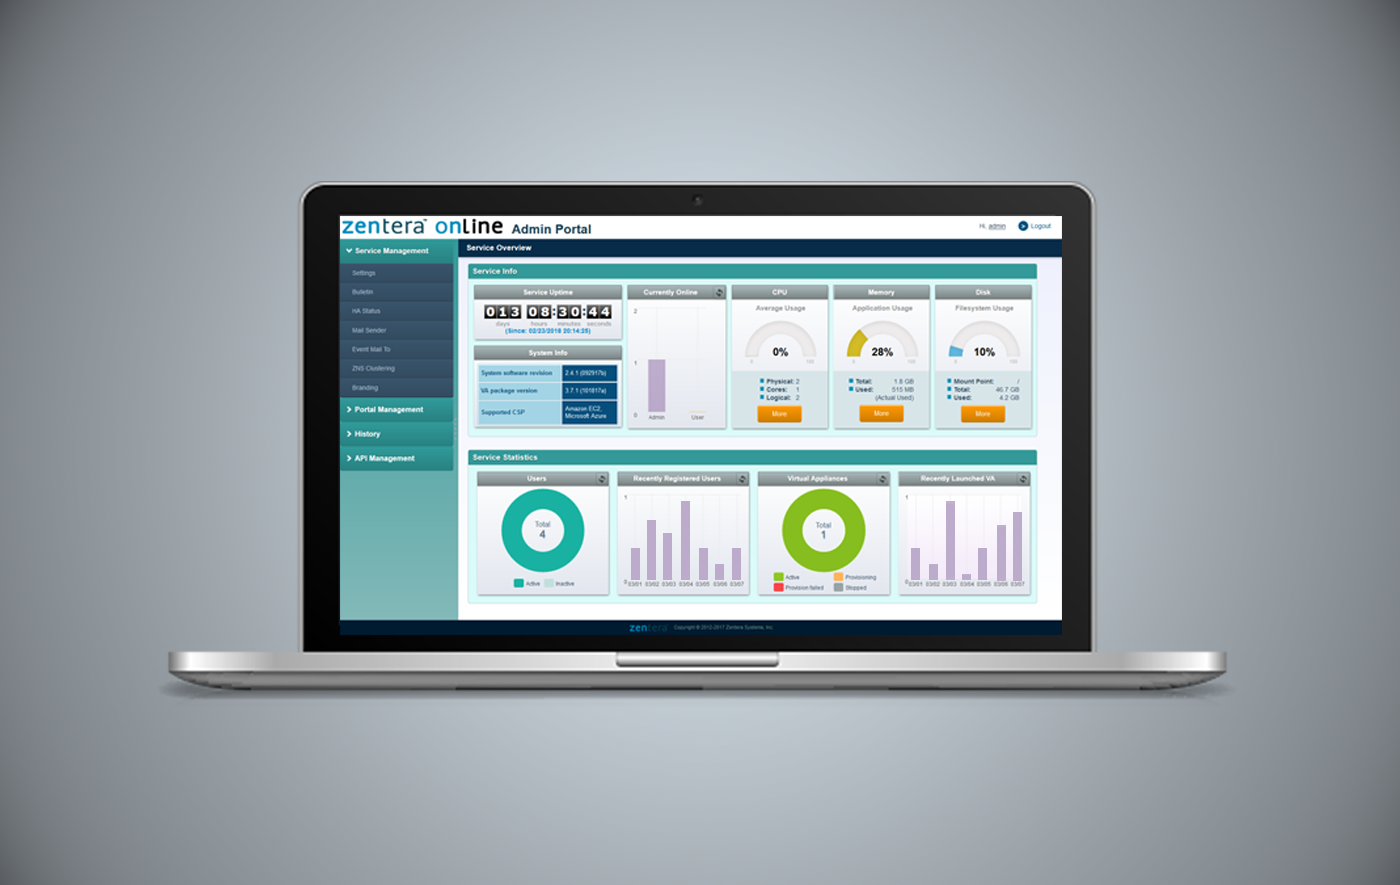 zentera™ online Admin Portal
Hi, admin
Logout
Service Management
Settings
Bulletin
HA Status
Mail Sender
Event Mail To
ZNS Clustering
Branding
Portal Management
History
API Management
Service Overview
Service Info
Service Uptime
013 08:30:44
days hours minutes seconds
(Since: 02/23/2018 20:14:28)
System Info
System software revision 2.4.1 (092917b)
VA package version 3.7.1 (101817a)
Supported CSP Amazon EC2,
Microsoft Azure
Currently Online
2
1
0
Admin User
CPU
Average Usage
0%
0 100
Physical: 2
Cores: 1
Logical: 2
More
Memory
Application Usage
28%
0 100
Total: 1.8 GB
Used: 515 MB
(Actual Used)
More
Disk
Filesystem Usage
10%
0 100
Mount Point: /
Total: 46.7 GB
Used: 4.2 GB
More
Service Statistics
Users
Total
4
Active Inactive
Recently Registered Users
1
0
03/01 03/02 03/03 03/04 03/05 03/06 03/07
Virtual Appliances
Total
1
Active Provisioning
Provision failed Stopped
Recently Launched VA
1
0
03/01 03/02 03/03 03/04 03/05 03/06 03/07
zentera Copyright © 2012-2017 Zentera Systems, Inc.